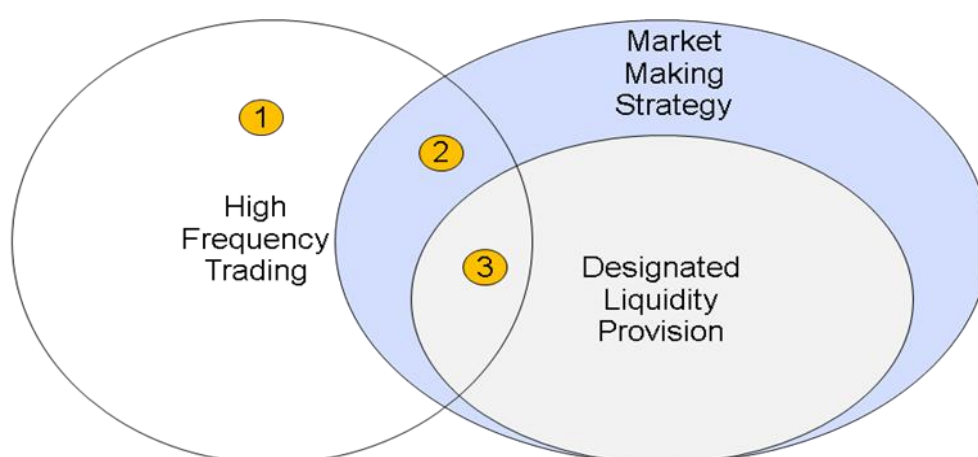 Market
Making
Strategy
1
2
High
Frequency
Trading
3
Designated
Liquidity
Provision